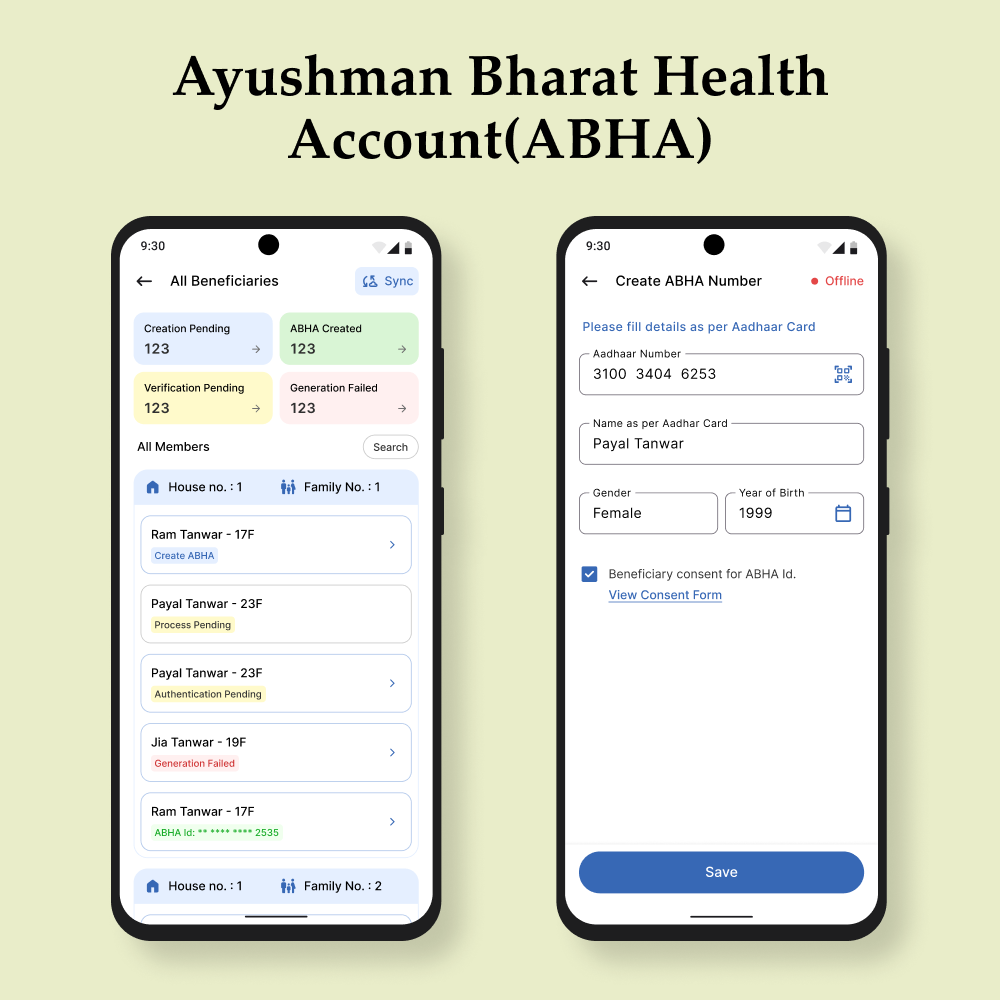 Ayushman Bharat Health
Account(ABHA)
9:30
All Beneficiaries
Sync
Creation Pending
123
ABHA Created
123
Verification Pending
123
Generation Failed
123
All Members
Search
House no. : 1
Family No. : 1
Ram Tanwar - 17F
Create ABHA
Payal Tanwar - 23F
Process Pending
Payal Tanwar - 23F
Authentication Pending
Jia Tanwar - 19F
Generation Failed
Ram Tanwar - 17F
ABHA Id: ** **** **** 2535
House no. : 1
Family No. : 2
9:30
Create ABHA Number
Offline
Please fill details as per Aadhaar Card
Aadhaar Number
3100 3404 6253
Name as per Aadhar Card
Payal Tanwar
Gender
Female
Year of Birth
1999
Beneficiary consent for ABHA Id.
View Consent Form
Save